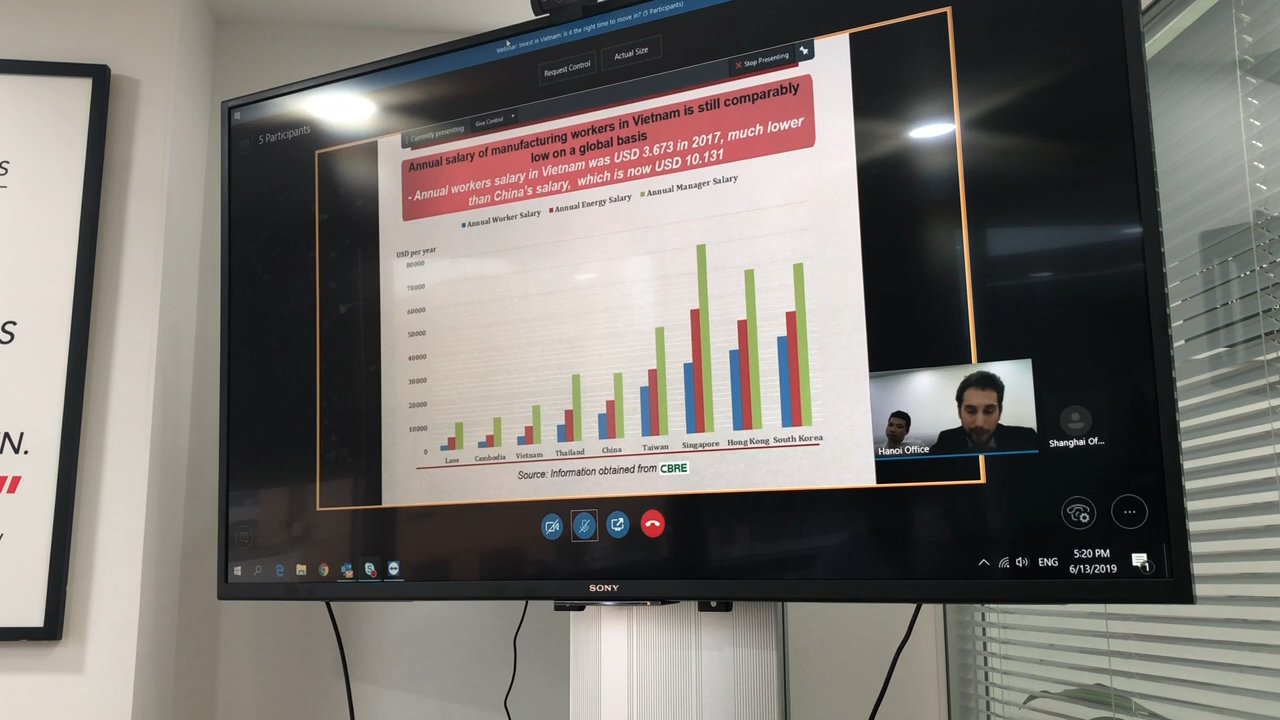 S
S
N.
Webinar: Invest in Vietnam: is it the right time to move in? (5 Participants)
Request Control
Actual Size
5 Participants
Currently presenting
Give Control
Stop Presenting
Annual salary of manufacturing workers in Vietnam is still comparably
low on a global basis
- Annual workers salary in Vietnam was USD 3.673 in 2017, much lower
than China's salary, which is now USD 10.131
Annual Worker Salary Annual Energy Salary Annual Manager Salary
USD per year
80000
70000
60000
50000
40000
30000
20000
10000
0
Laos Cambodia Vietnam Thailand China Taiwan Singapore Hong Kong South Korea
Source: Information obtained from CBRE
Hanoi Office
Shanghai Of...
ENG
5:20 PM
6/13/2019
1
SONY